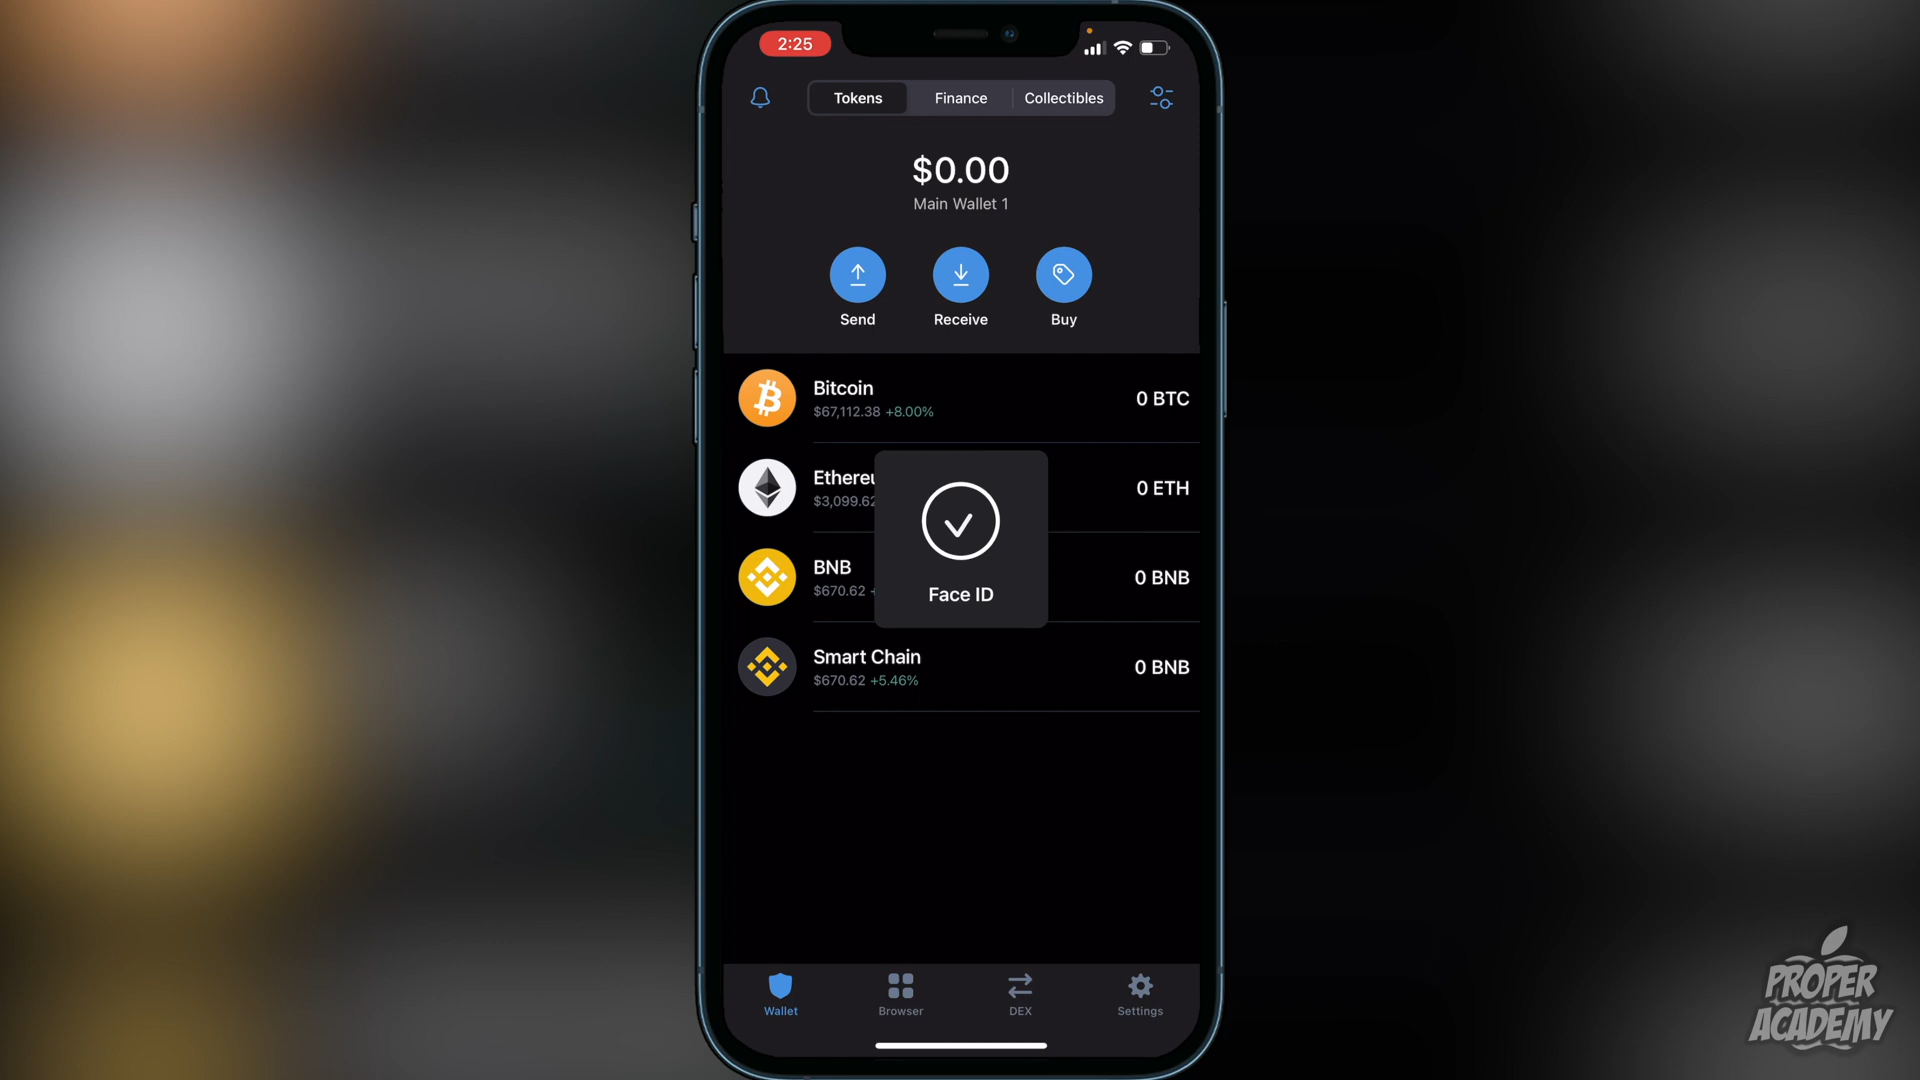 2:25
Tokens Finance Collectibles
$0.00
Main Wallet 1
Send Receive Buy
Bitcoin
$67,112.38 +8.00%
0 BTC
Ethereu
$3,099.62
0 ETH
BNB
$670.62 +
0 BNB
Face ID
Smart Chain
$670.62 +5.46%
0 BNB
Wallet Browser DEX Settings
PROPER
ACADEMY